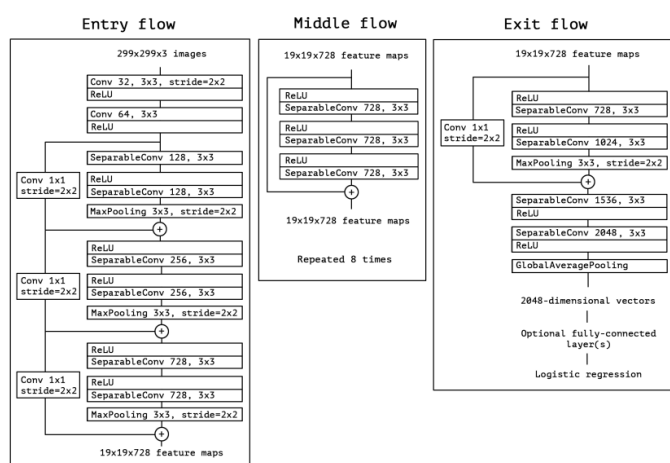 Entry flow
299x299x3 images
Conv 32, 3x3, stride=2x2
ReLU
Conv 64, 3x3
ReLU
SeparableConv 128, 3x3
Conv 1x1
stride=2x2
ReLU
SeparableConv 128, 3x3
MaxPooling 3x3, stride=2x2
+
ReLU
SeparableConv 256, 3x3
Conv 1x1
stride=2x2
ReLU
SeparableConv 256, 3x3
MaxPooling 3x3, stride=2x2
+
ReLU
SeparableConv 728, 3x3
Conv 1x1
stride=2x2
ReLU
SeparableConv 728, 3x3
MaxPooling 3x3, stride=2x2
+
19x19x728 feature maps
Middle flow
19x19x728 feature maps
ReLU
SeparableConv 728, 3x3
ReLU
SeparableConv 728, 3x3
ReLU
SeparableConv 728, 3x3
+
19x19x728 feature maps
Repeated 8 times
Exit flow
19x19x728 feature maps
ReLU
SeparableConv 728, 3x3
Conv 1x1
stride=2x2
ReLU
SeparableConv 1024, 3x3
MaxPooling 3x3, stride=2x2
+
SeparableConv 1536, 3x3
ReLU
SeparableConv 2048, 3x3
ReLU
GlobalAveragePooling
2048-dimensional vectors
Optional fully-connected
layer(s)
Logistic regression